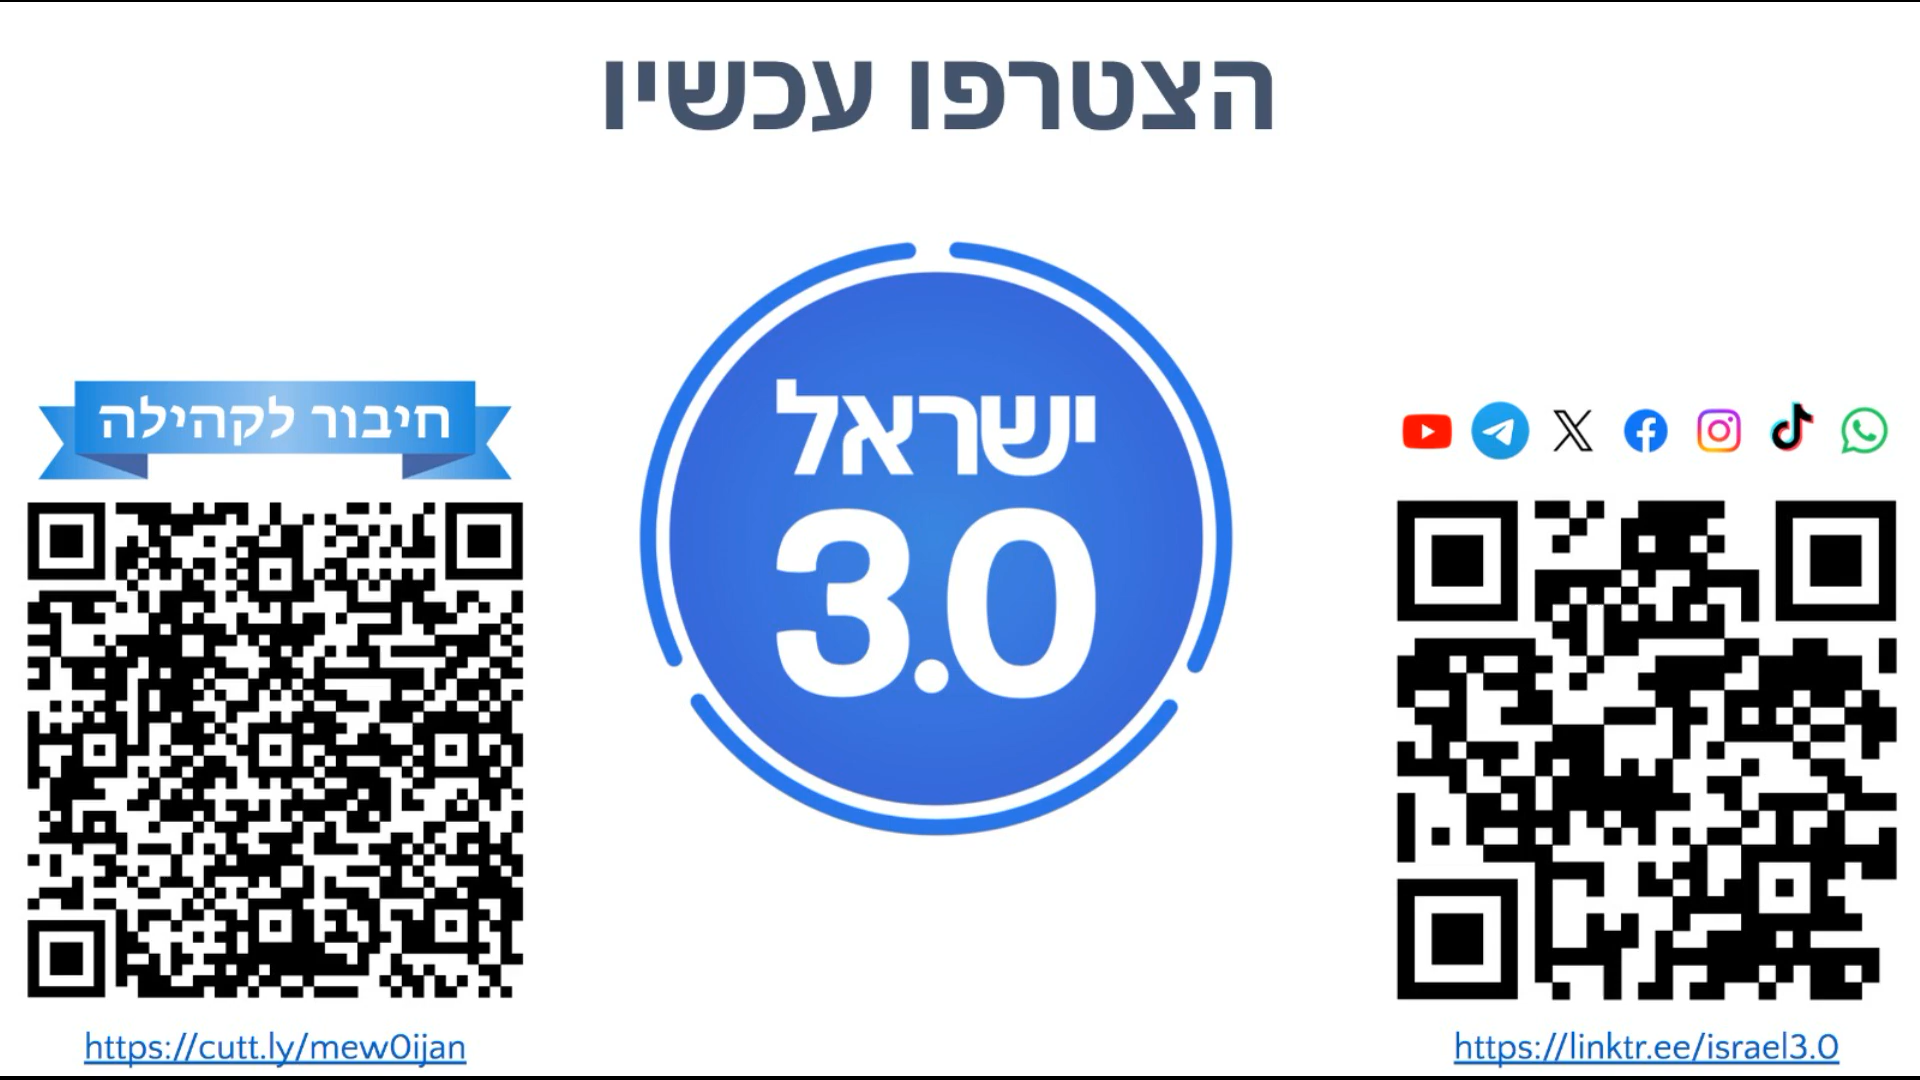 הצטרפו עכשיו
ישראל
3.0
חיבור לקהילה
https://cutt.ly/mew0ijan
https://linktr.ee/israel3.0